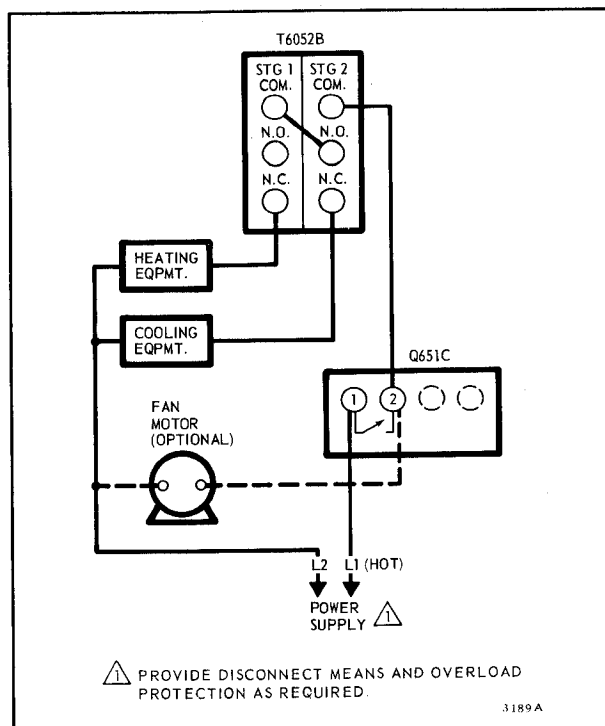 T6052B
STG 1 STG 2
COM. COM.
N.O. N.O.
N.C. N.C.
HEATING
EQPMT.
COOLING
EQPMT.
Q651C
1 2
FAN
MOTOR
(OPTIONAL)
L2 L1 (HOT)
POWER
SUPPLY 1
1 PROVIDE DISCONNECT MEANS AND OVERLOAD
PROTECTION AS REQUIRED.
3189A